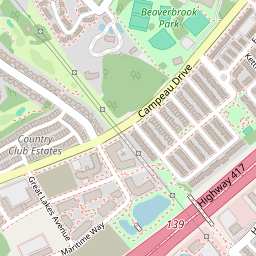 Beaverbrook
Park
Campeau Drive
Country
Club Estates
Highway 417
Great Lakes Avenue
139
Maritime Way